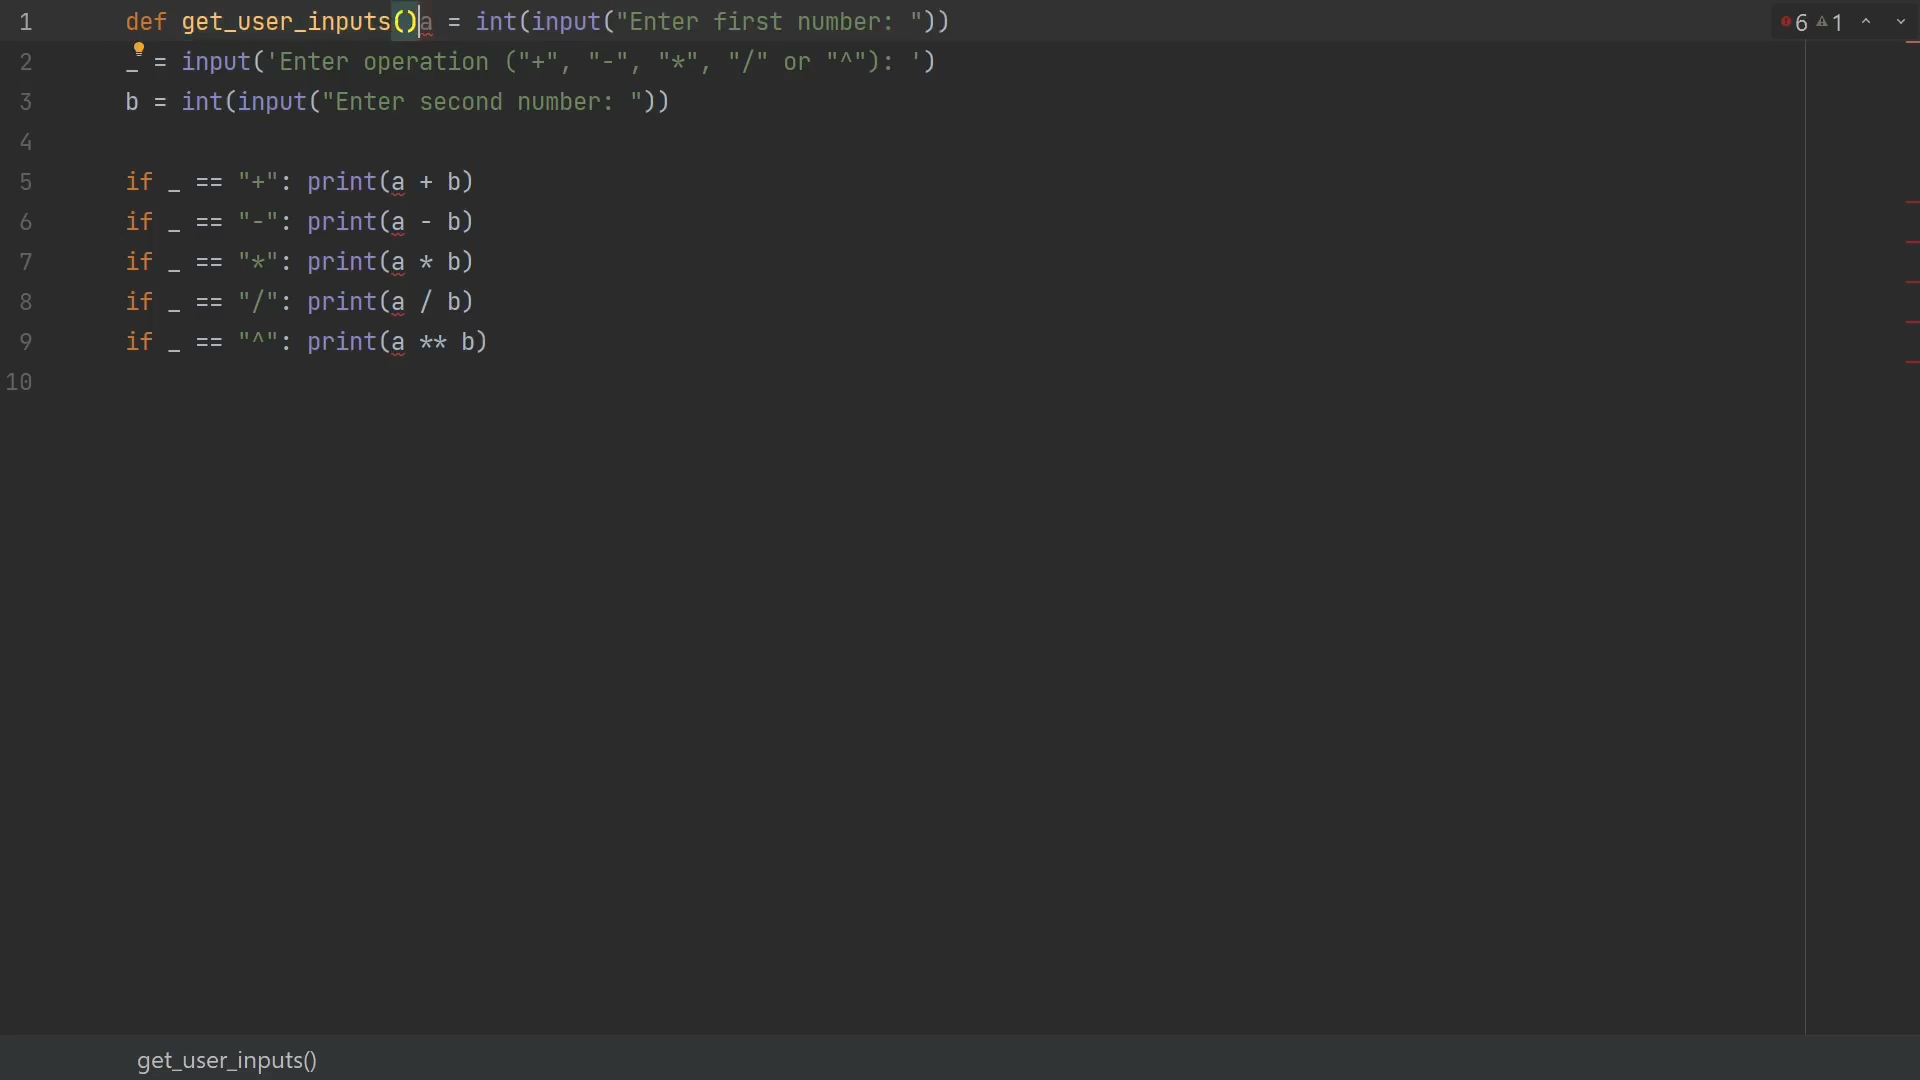 1 def get_user_inputs()a = int(input("Enter first number: "))
6 1
2 _ = input('Enter operation ("+", "-", "*", "/" or "^"): ')
3 b = int(input("Enter second number: "))
4
5 if _ == "+": print(a + b)
6 if _ == "-": print(a - b)
7 if _ == "*": print(a * b)
8 if _ == "/": print(a / b)
9 if _ == "^": print(a ** b)
10
get_user_inputs()